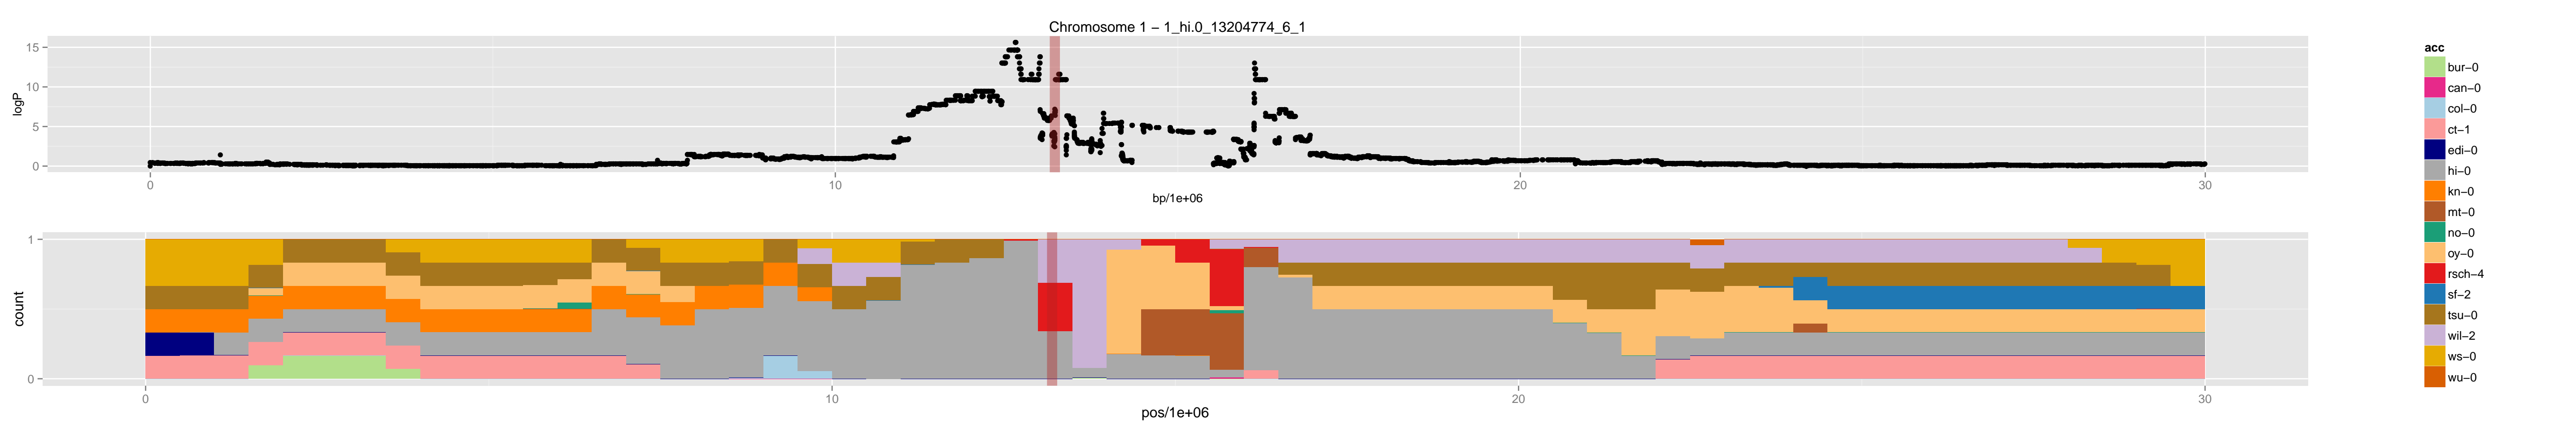 Chromosome 1 − 1_hi.0_13204774_6_1
logP
15
10
5
0
0 10 20 30
bp/1e+06
count
1
0
0 10 20 30
pos/1e+06
acc
bur−0
can−0
col−0
ct−1
edi−0
hi−0
kn−0
mt−0
no−0
oy−0
rsch−4
sf−2
tsu−0
wil−2
ws−0
wu−0